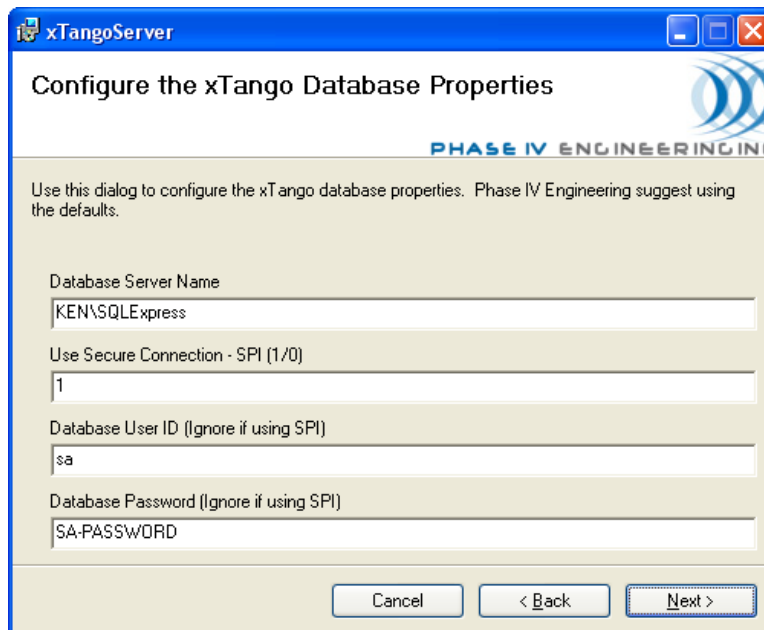 xTangoServer
Configure the xTango Database Properties
PHASE IV ENGINEERING IN
Use this dialog to configure the xTango database properties.  Phase IV Engineering suggest using
the defaults.
Database Server Name
KEN\SQLExpress
Use Secure Connection - SPI (1/0)
1
Database User ID (Ignore if using SPI)
sa
Database Password (Ignore if using SPI)
SA-PASSWORD
Cancel
< Back
Next >